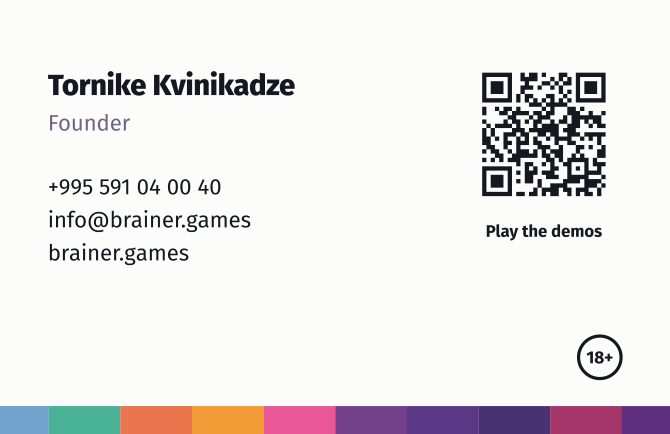 Tornike Kvinikadze
Founder
+995 591 04 00 40
info@brainer.games
brainer.games
Play the demos
18+